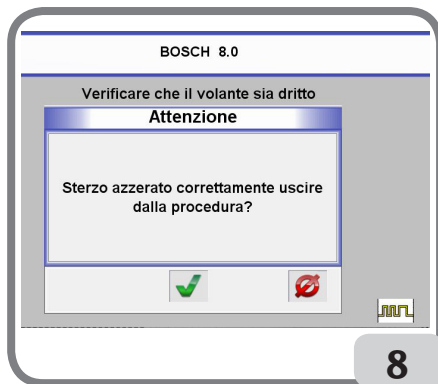 BOSCH 8.0
Verificare che il volante sia dritto
Attenzione
Sterzo azzerato correttamente uscire
dalla procedura?
8